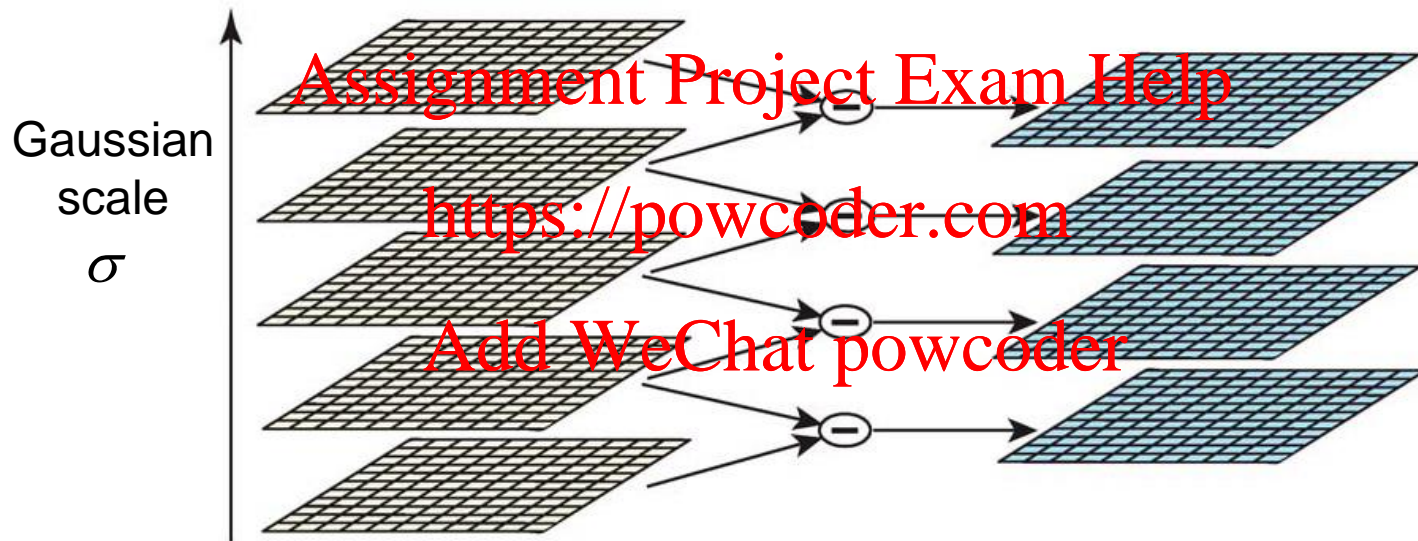 Assignment Project Exam Help
Gaussian
scale
σ
https://powcoder.com
Add WeChat powcoder